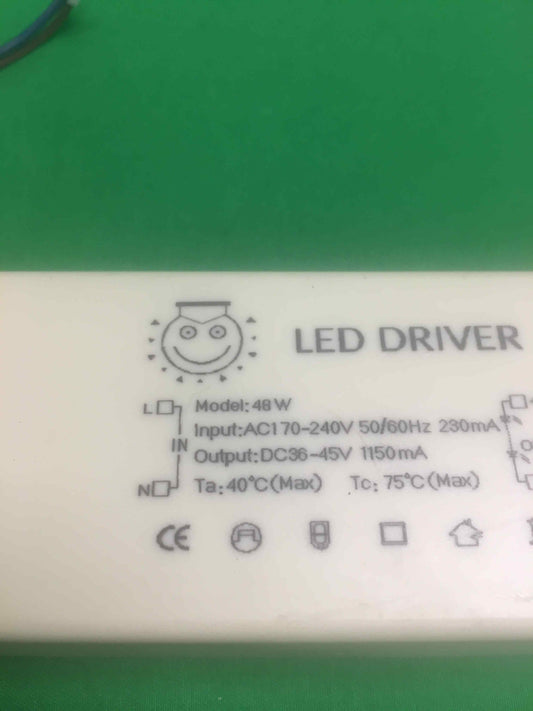 LED DRIVER
L
Model:48W
Input:AC170-240V 50/60Hz 230mA
IN
Output:DC36-45V 1150mA
N
Ta:40°C(Max) Tc:75°C(Max)
CE